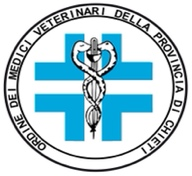 ORDINE DEI MEDICI VETERINARI DELLA PROVINCIA DI CHIETI